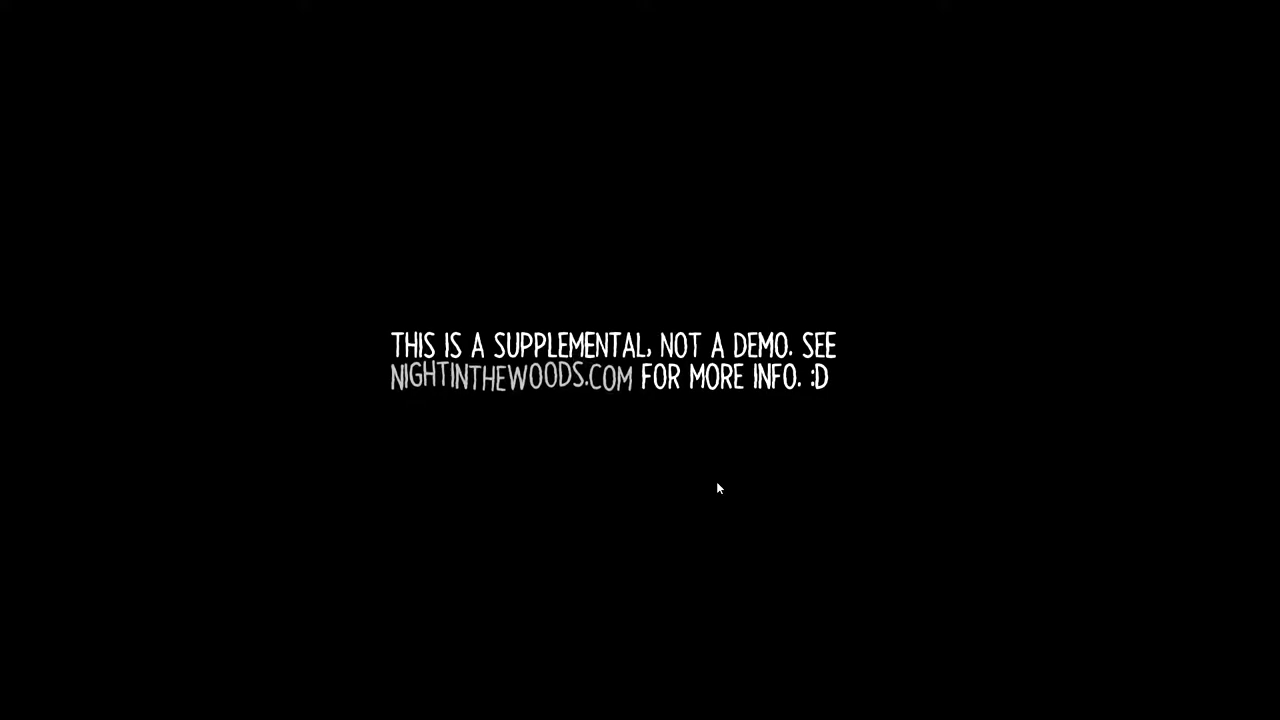 THIS IS A SUPPLEMENTAL, NOT A DEMO. SEE
NIGHTINTHEWOODS.COM FOR MORE INFO. :D